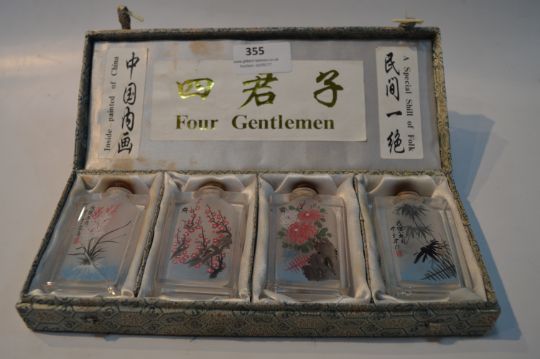 355
中国内画
Inside painted of China
四君子
Four Gentlemen
A Special Shill of Folk
民间一绝